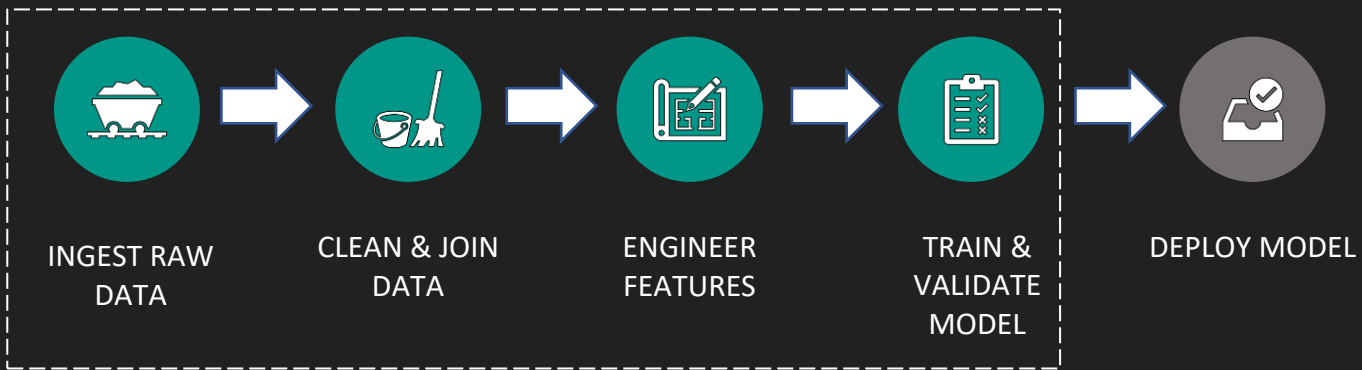 INGEST RAW
DATA
CLEAN & JOIN
DATA
ENGINEER
FEATURES
TRAIN &
VALIDATE
MODEL
DEPLOY MODEL